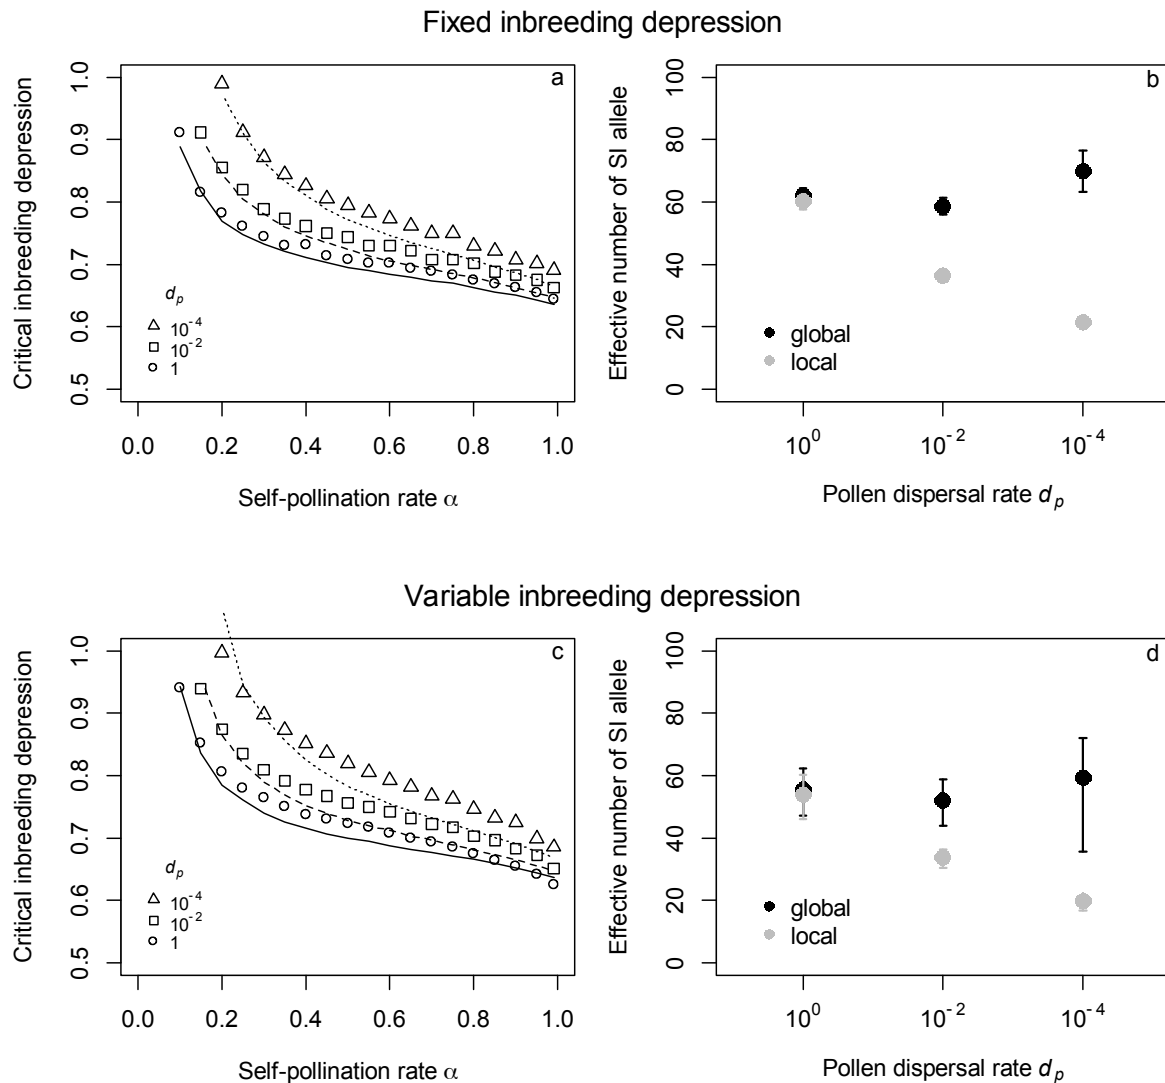 Fixed inbreeding depression
a
Critical inbreeding depression
1.0
0.9
0.8
0.7
0.6
0.5
d_p
10^-4
10^-2
1
0.0 0.2 0.4 0.6 0.8 1.0
Self-pollination rate α
b
Effective number of SI allele
100
80
60
40
20
0
global
local
10^0 10^-2 10^-4
Pollen dispersal rate d_p
Variable inbreeding depression
c
Critical inbreeding depression
1.0
0.9
0.8
0.7
0.6
0.5
d_p
10^-4
10^-2
1
0.0 0.2 0.4 0.6 0.8 1.0
Self-pollination rate α
d
Effective number of SI allele
100
80
60
40
20
0
global
local
10^0 10^-2 10^-4
Pollen dispersal rate d_p